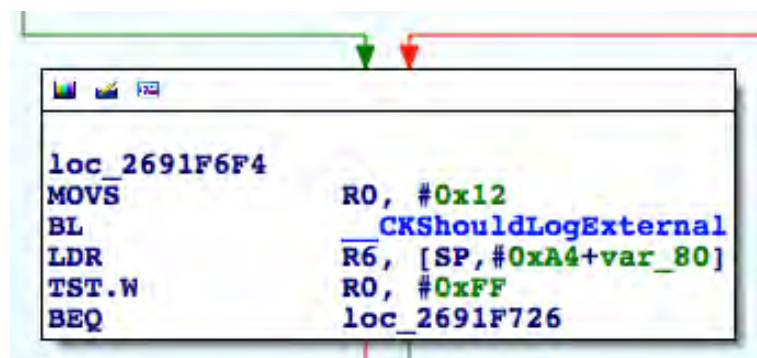 loc_2691F6F4
MOVS R0, #0x12
BL __CKShouldLogExternal
LDR R6, [SP,#0xA4+var_80]
TST.W R0, #0xFF
BEQ loc_2691F726